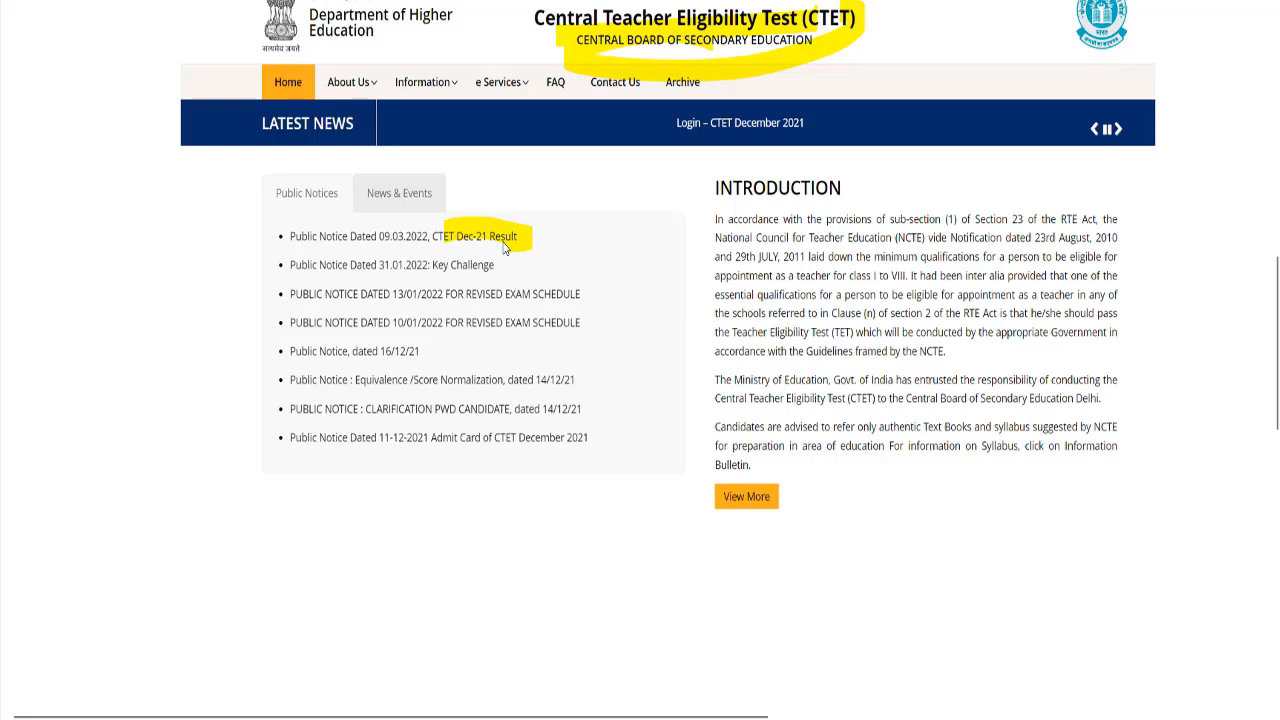 Department of Higher
Education
सत्यमेव जयते
Central Teacher Eligibility Test (CTET)
CENTRAL BOARD OF SECONDARY EDUCATION
भारत
Home
About Us
Information
e Services
FAQ
Contact Us
Archive
LATEST NEWS
Login – CTET December 2021
Public Notices
News & Events
Public Notice Dated 09.03.2022, CTET Dec-21 Result
Public Notice Dated 31.01.2022: Key Challenge
PUBLIC NOTICE DATED 13/01/2022 FOR REVISED EXAM SCHEDULE
PUBLIC NOTICE DATED 10/01/2022 FOR REVISED EXAM SCHEDULE
Public Notice, dated 16/12/21
Public Notice : Equivalence /Score Normalization, dated 14/12/21
PUBLIC NOTICE : CLARIFICATION PWD CANDIDATE, dated 14/12/21
Public Notice Dated 11-12-2021 Admit Card of CTET December 2021
INTRODUCTION
In accordance with the provisions of sub-section (1) of Section 23 of the RTE Act, the
National Council for Teacher Education (NCTE) vide Notification dated 23rd August, 2010
and 29th JULY, 2011 laid down the minimum qualifications for a person to be eligible for
appointment as a teacher for class I to VIII. It had been inter alia provided that one of the
essential qualifications for a person to be eligible for appointment as a teacher in any of
the schools referred to in Clause (n) of section 2 of the RTE Act is that he/she should pass
the Teacher Eligibility Test (TET) which will be conducted by the appropriate Government in
accordance with the Guidelines framed by the NCTE.
The Ministry of Education, Govt. of India has entrusted the responsibility of conducting the
Central Teacher Eligibility Test (CTET) to the Central Board of Secondary Education Delhi.
Candidates are advised to refer only authentic Text Books and syllabus suggested by NCTE
for preparation in area of education For information on Syllabus, click on Information
Bulletin.
View More